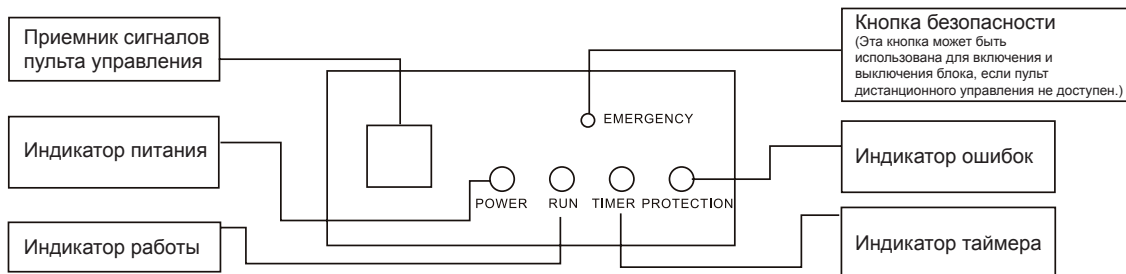 Приемник сигналов
пульта управления
Индикатор питания
Индикатор работы
EMERGENCY
POWER RUN TIMER PROTECTION
Кнопка безопасности
(Эта кнопка может быть
использована для включения и
выключения блока, если пульт
дистанционного управления не доступен.)
Индикатор ошибок
Индикатор таймера